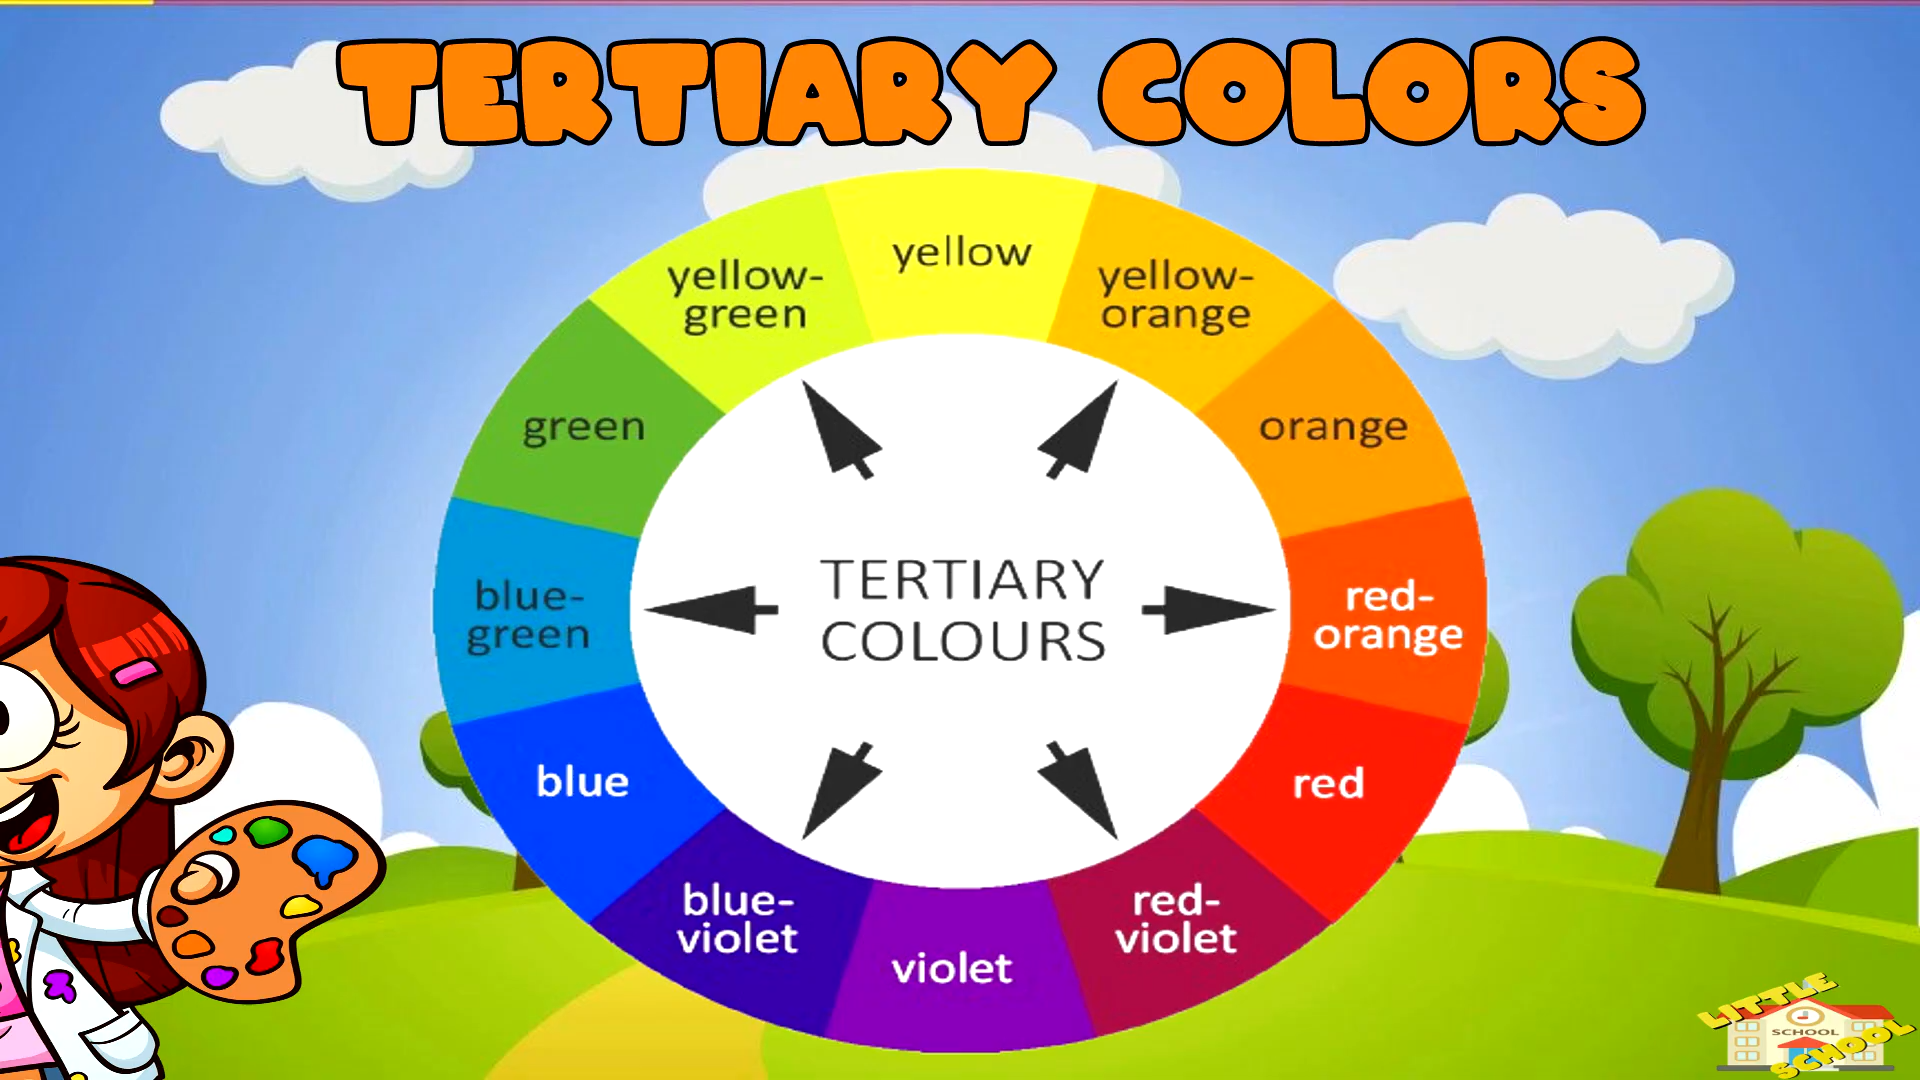 TERTIARY COLORS
yellow
yellow-
green
yellow-
orange
green
orange
TERTIARY
COLOURS
blue-
green
red-
orange
blue
red
blue-
violet
red-
violet
violet
LITTLE
SCHOOL
SCHOOL